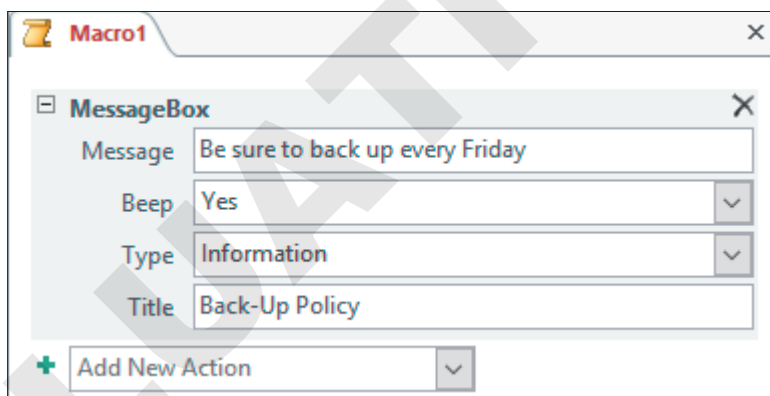 Macro1
MessageBox
Message Be sure to back up every Friday
Beep Yes
Type Information
Title Back-Up Policy
Add New Action